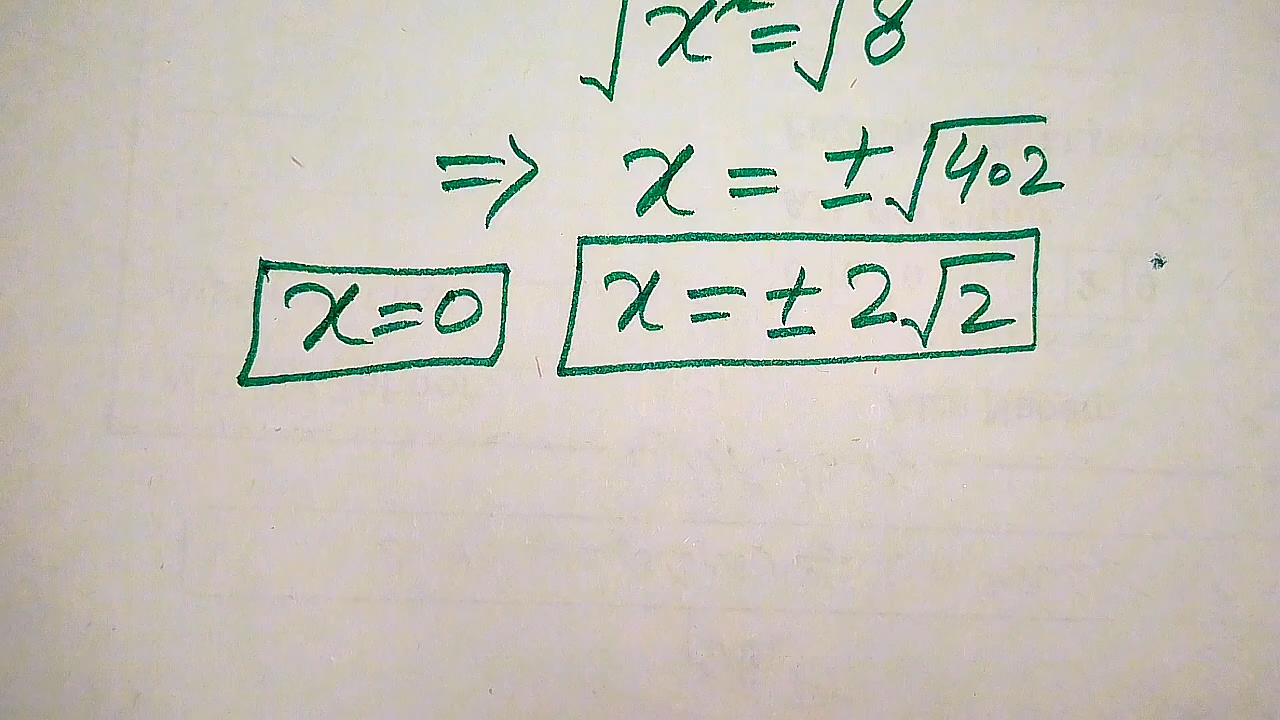 √x² = √8
=> x = ± √4·2
x = 0 x = ± 2√2